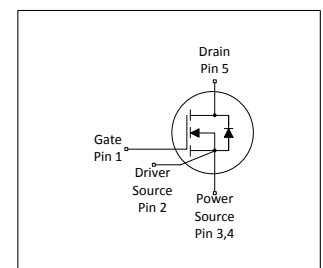 Drain
Pin 5
Gate
Pin 1
Driver
Source
Pin 2
Power
Source
Pin 3,4